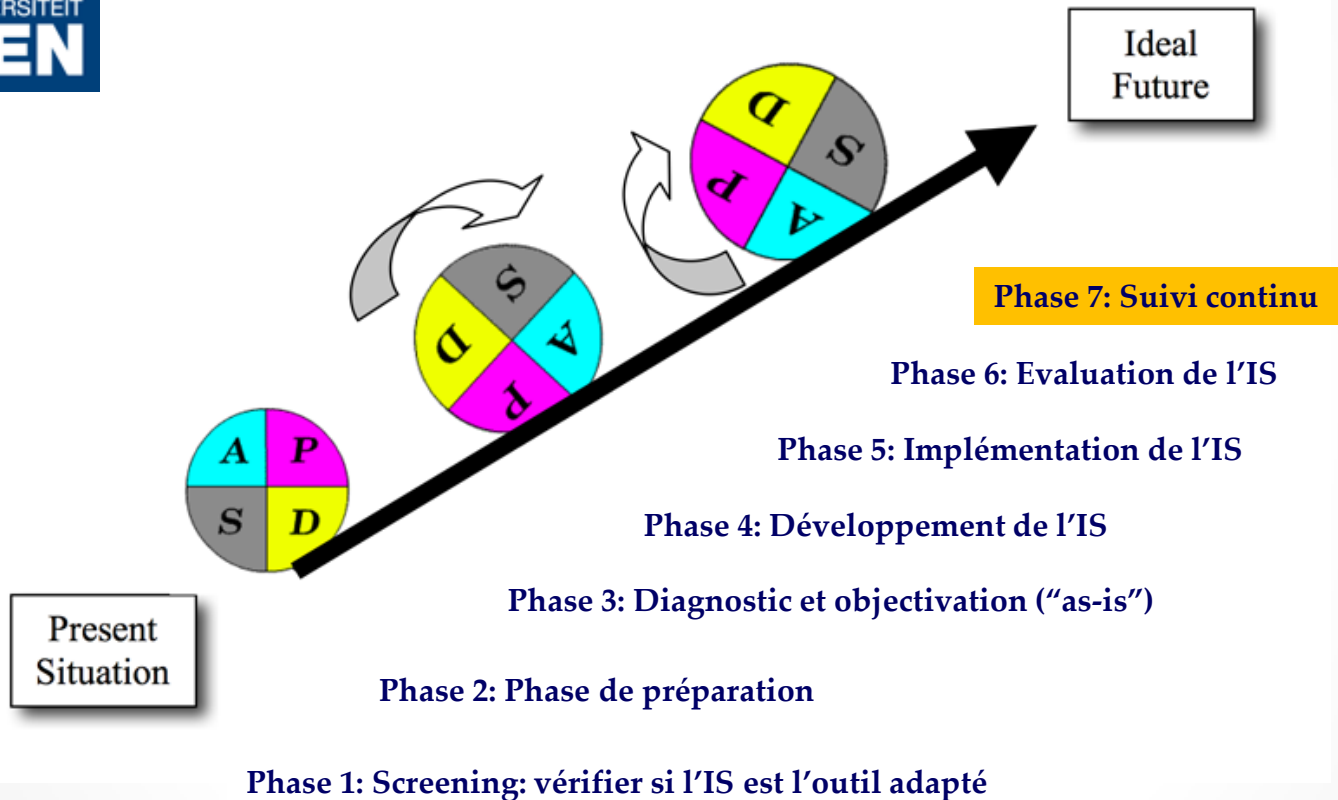 EN
Ideal
Future
D
S
P
A
S
D
A
P
Phase 7: Suivi continu
Phase 6: Evaluation de l’IS
A P
S D
Phase 5: Implémentation de l’IS
Phase 4: Développement de l’IS
Phase 3: Diagnostic et objectivation (“as-is”)
Present
Situation
Phase 2: Phase de préparation
Phase 1: Screening: vérifier si l’IS est l’outil adapté